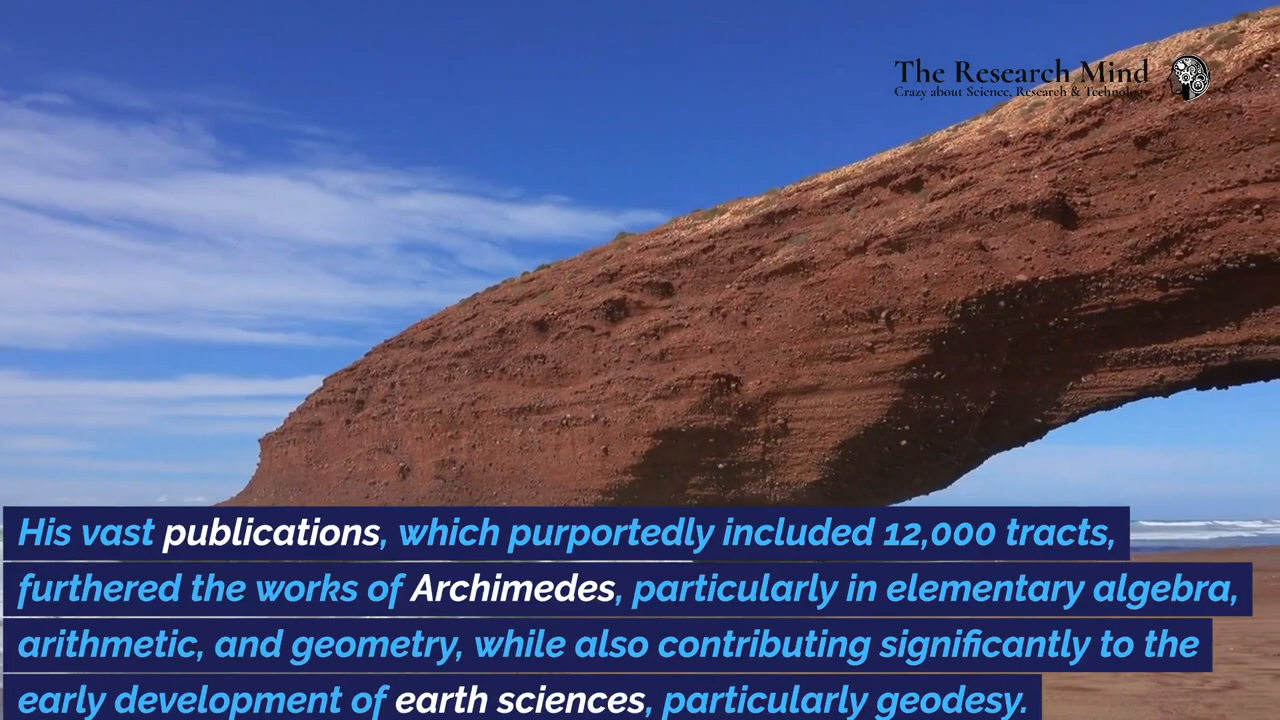 The Research Mind
Crazy about Science, Research & Technology
His vast publications, which purportedly included 12,000 tracts,
furthered the works of Archimedes, particularly in elementary algebra,
arithmetic, and geometry, while also contributing significantly to the
early development of earth sciences, particularly geodesy.